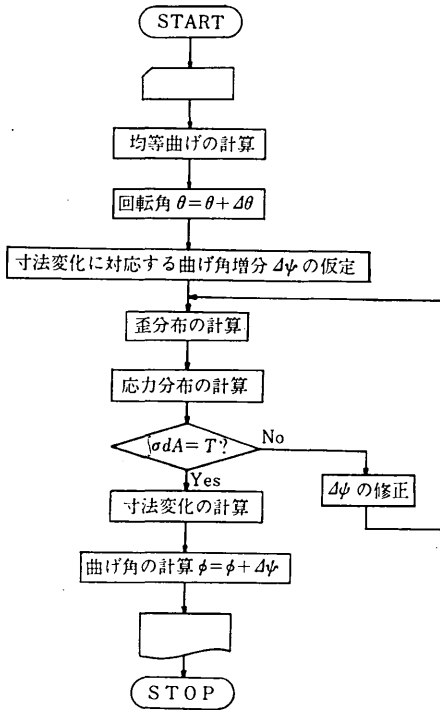 START
均等曲げの計算
回転角 θ=θ+Δθ
寸法変化に対応する曲げ角増分 Δψ の仮定
歪分布の計算
応力分布の計算
∫σdA=T?
No
Yes
Δψ の修正
寸法変化の計算
曲げ角の計算 φ=φ+Δψ
STOP